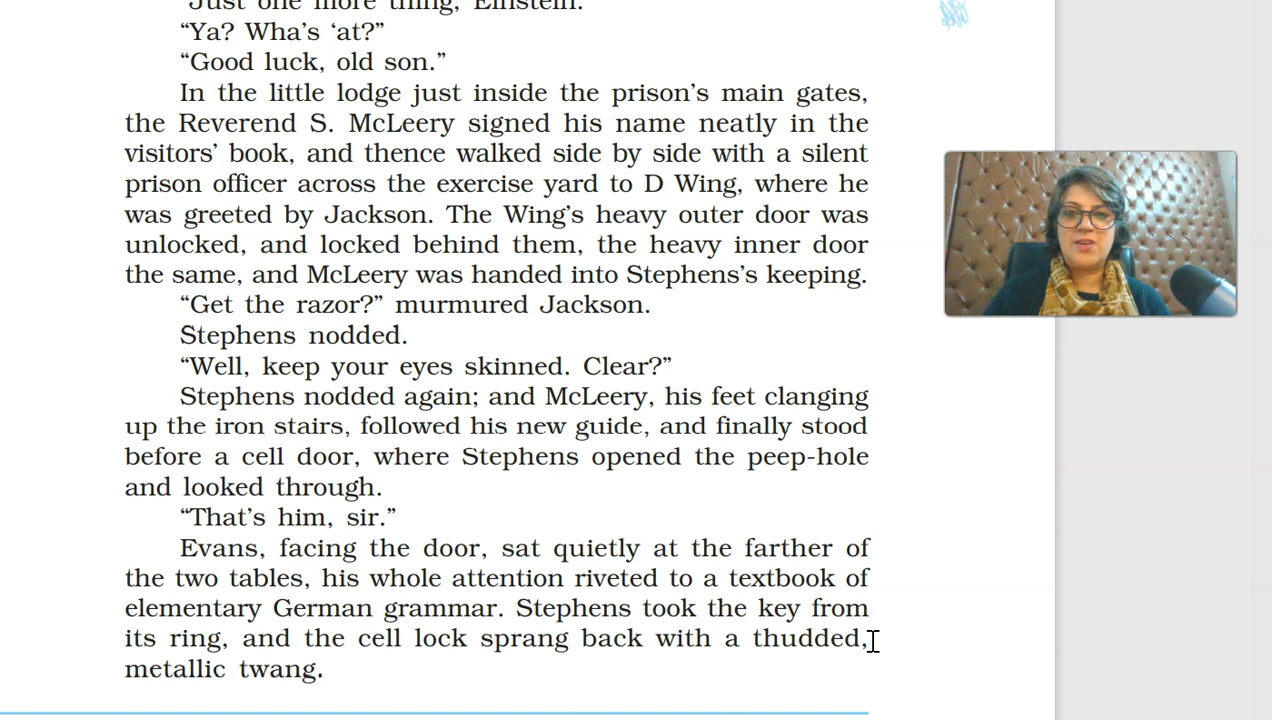 "Just one more thing, Einstein."
"Ya? Wha's 'at?"
"Good luck, old son."
In the little lodge just inside the prison's main gates,
the Reverend S. McLeery signed his name neatly in the
visitors' book, and thence walked side by side with a silent
prison officer across the exercise yard to D Wing, where he
was greeted by Jackson. The Wing's heavy outer door was
unlocked, and locked behind them, the heavy inner door
the same, and McLeery was handed into Stephens's keeping.
"Get the razor?" murmured Jackson.
Stephens nodded.
"Well, keep your eyes skinned. Clear?"
Stephens nodded again; and McLeery, his feet clanging
up the iron stairs, followed his new guide, and finally stood
before a cell door, where Stephens opened the peep-hole
and looked through.
"That's him, sir."
Evans, facing the door, sat quietly at the farther of
the two tables, his whole attention riveted to a textbook of
elementary German grammar. Stephens took the key from
its ring, and the cell lock sprang back with a thudded,
metallic twang.